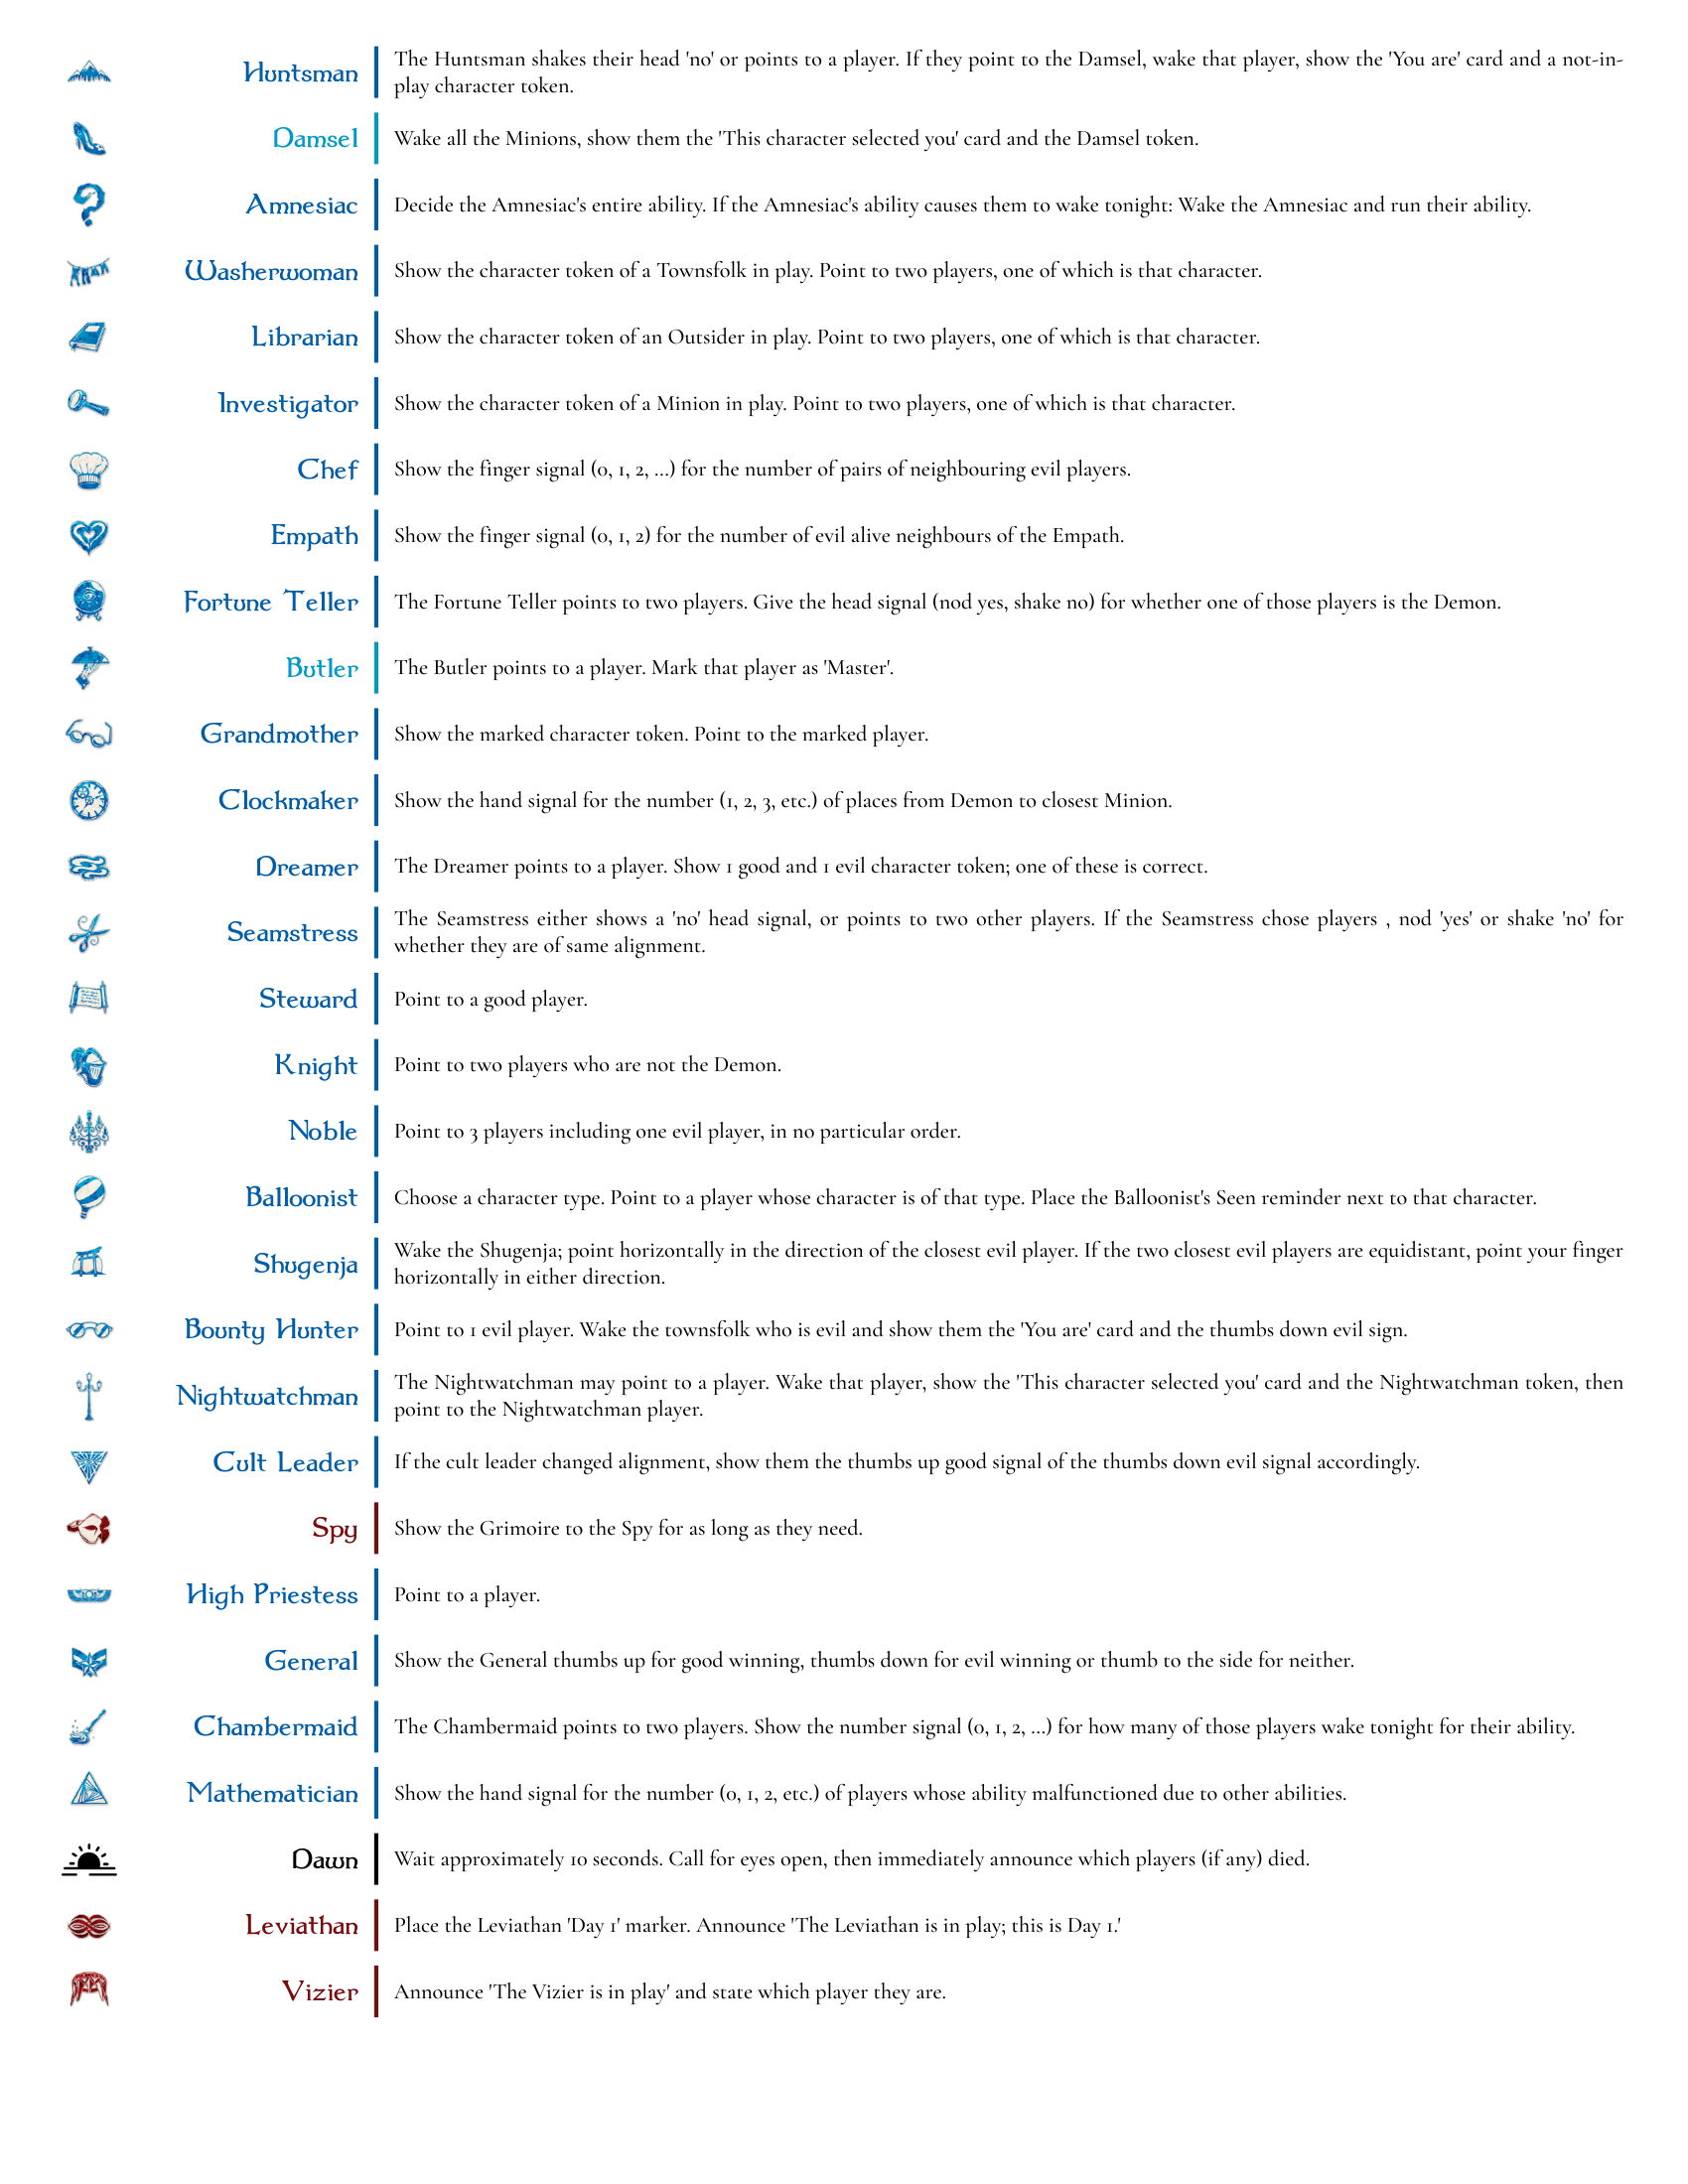 Huntsman
The Huntsman shakes their head 'no' or points to a player. If they point to the Damsel, wake that player, show the 'You are' card and a not-in-
play character token.
Damsel
Wake all the Minions, show them the 'This character selected you' card and the Damsel token.
Amnesiac
Decide the Amnesiac's entire ability. If the Amnesiac's ability causes them to wake tonight: Wake the Amnesiac and run their ability.
Washerwoman
Show the character token of a Townsfolk in play. Point to two players, one of which is that character.
Librarian
Show the character token of an Outsider in play. Point to two players, one of which is that character.
Investigator
Show the character token of a Minion in play. Point to two players, one of which is that character.
Chef
Show the finger signal (0, 1, 2, ...) for the number of pairs of neighbouring evil players.
Empath
Show the finger signal (0, 1, 2) for the number of evil alive neighbours of the Empath.
Fortune Teller
The Fortune Teller points to two players. Give the head signal (nod yes, shake no) for whether one of those players is the Demon.
Butler
The Butler points to a player. Mark that player as 'Master'.
Grandmother
Show the marked character token. Point to the marked player.
Clockmaker
Show the hand signal for the number (1, 2, 3, etc.) of places from Demon to closest Minion.
Dreamer
The Dreamer points to a player. Show 1 good and 1 evil character token; one of these is correct.
Seamstress
The Seamstress either shows a 'no' head signal, or points to two other players. If the Seamstress chose players , nod 'yes' or shake 'no' for
whether they are of same alignment.
Steward
Point to a good player.
Knight
Point to two players who are not the Demon.
Noble
Point to 3 players including one evil player, in no particular order.
Balloonist
Choose a character type. Point to a player whose character is of that type. Place the Balloonist's Seen reminder next to that character.
Shugenja
Wake the Shugenja; point horizontally in the direction of the closest evil player. If the two closest evil players are equidistant, point your finger
horizontally in either direction.
Bounty Hunter
Point to 1 evil player. Wake the townsfolk who is evil and show them the 'You are' card and the thumbs down evil sign.
Nightwatchman
The Nightwatchman may point to a player. Wake that player, show the 'This character selected you' card and the Nightwatchman token, then
point to the Nightwatchman player.
Cult Leader
If the cult leader changed alignment, show them the thumbs up good signal of the thumbs down evil signal accordingly.
Spy
Show the Grimoire to the Spy for as long as they need.
High Priestess
Point to a player.
General
Show the General thumbs up for good winning, thumbs down for evil winning or thumb to the side for neither.
Chambermaid
The Chambermaid points to two players. Show the number signal (0, 1, 2, ...) for how many of those players wake tonight for their ability.
Mathematician
Show the hand signal for the number (0, 1, 2, etc.) of players whose ability malfunctioned due to other abilities.
Dawn
Wait approximately 10 seconds. Call for eyes open, then immediately announce which players (if any) died.
Leviathan
Place the Leviathan 'Day 1' marker. Announce 'The Leviathan is in play; this is Day 1.'
Vizier
Announce 'The Vizier is in play' and state which player they are.